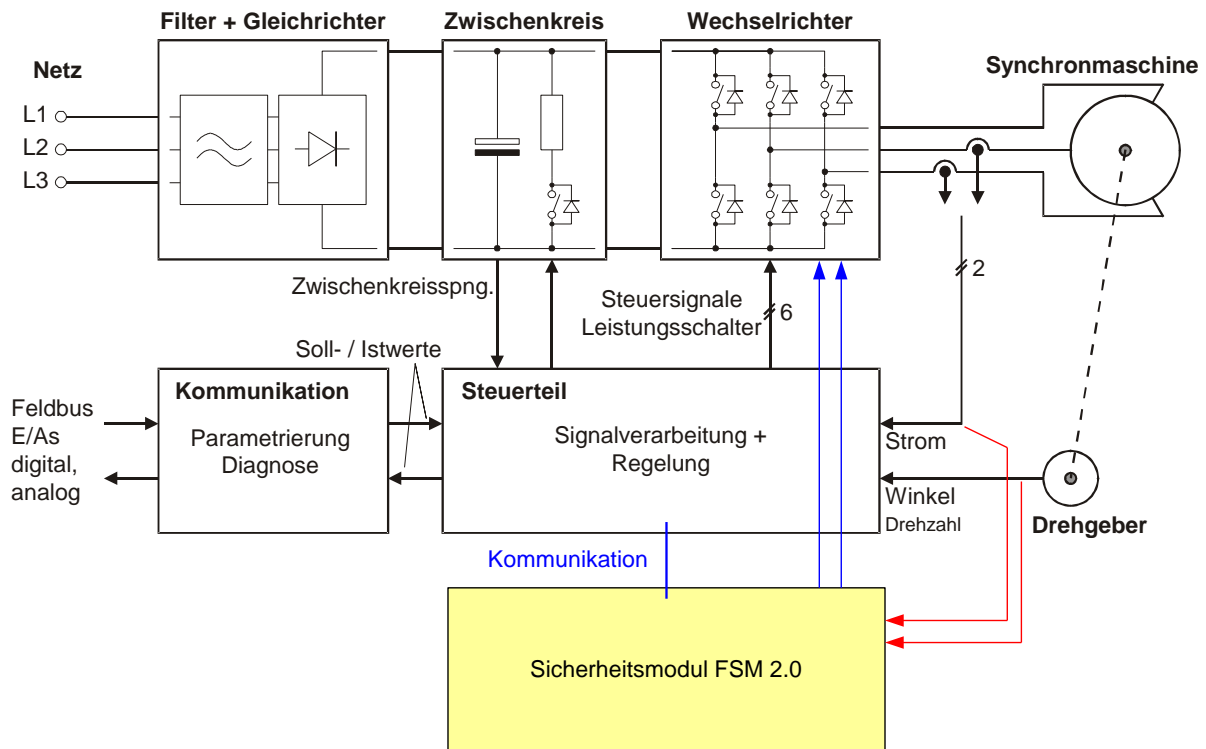 Filter + Gleichrichter
Zwischenkreis
Wechselrichter
Netz
L1
L2
L3
Synchronmaschine
Zwischenkreisspng.
Steuersignale
Leistungsschalter
6
2
Soll- / Istwerte
Feldbus
E/As
digital,
analog
Kommunikation
Parametrierung
Diagnose
Steuerteil
Signalverarbeitung +
Regelung
Strom
Winkel
Drehzahl
Drehgeber
Kommunikation
Sicherheitsmodul FSM 2.0